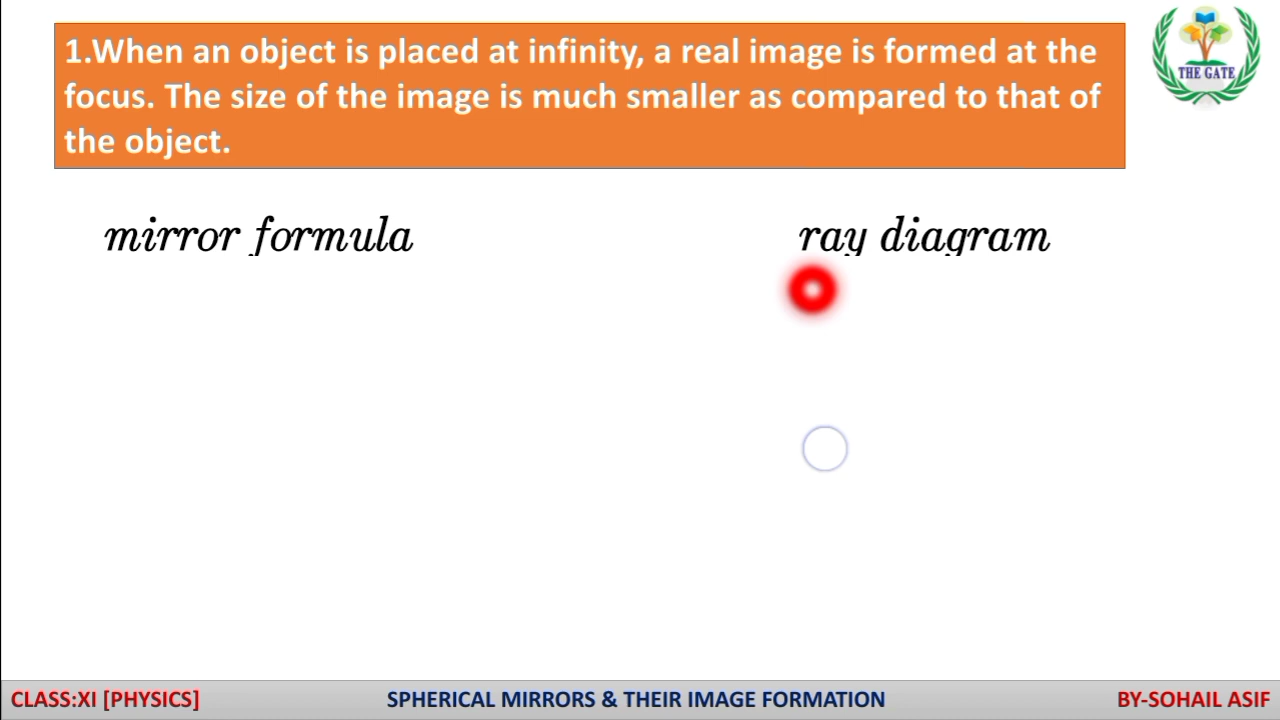 1.When an object is placed at infinity, a real image is formed at the
focus. The size of the image is much smaller as compared to that of
the object.
THE GATE
mirror formula
ray diagram
CLASS:XI [PHYSICS]
SPHERICAL MIRRORS & THEIR IMAGE FORMATION
BY-SOHAIL ASIF